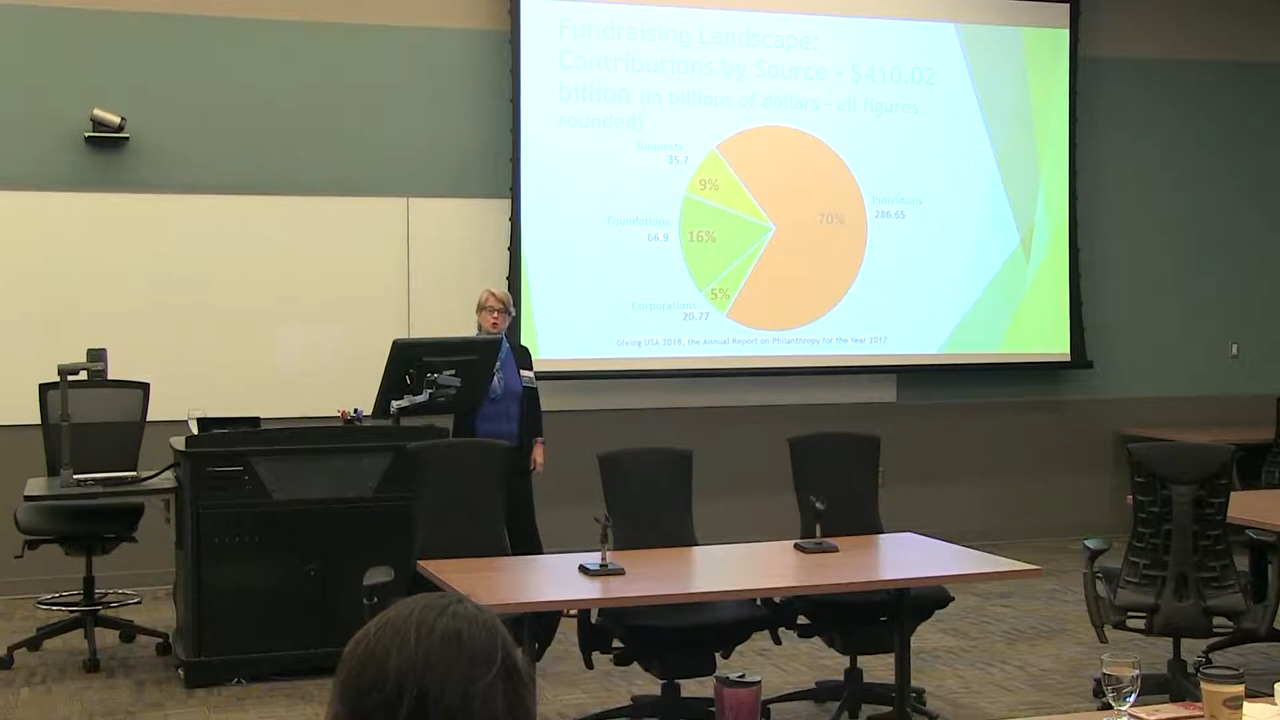 Fundraising Landscape:
Contributions by Source - $410.02
billion (in billions of dollars - all figures
rounded)
Bequests
35.7
9%
Individuals
286.65
70%
Foundations
66.9
16%
5%
Corporations
20.77
Giving USA 2018, the Annual Report on Philanthropy for the Year 2017